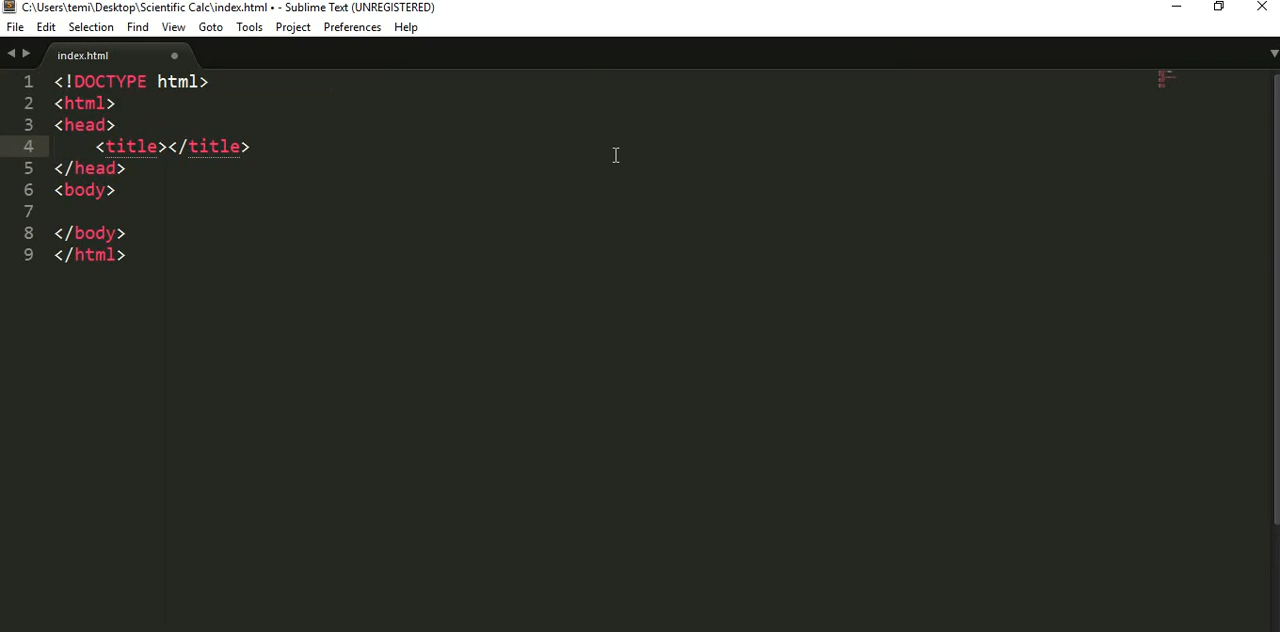 C:\Users\temi\Desktop\Scientific Calc\index.html • - Sublime Text (UNREGISTERED)
File Edit Selection Find View Goto Tools Project Preferences Help
index.html
1 <!DOCTYPE html>
2 <html>
3 <head>
4 <title></title>
5 </head>
6 <body>
7
8 </body>
9 </html>